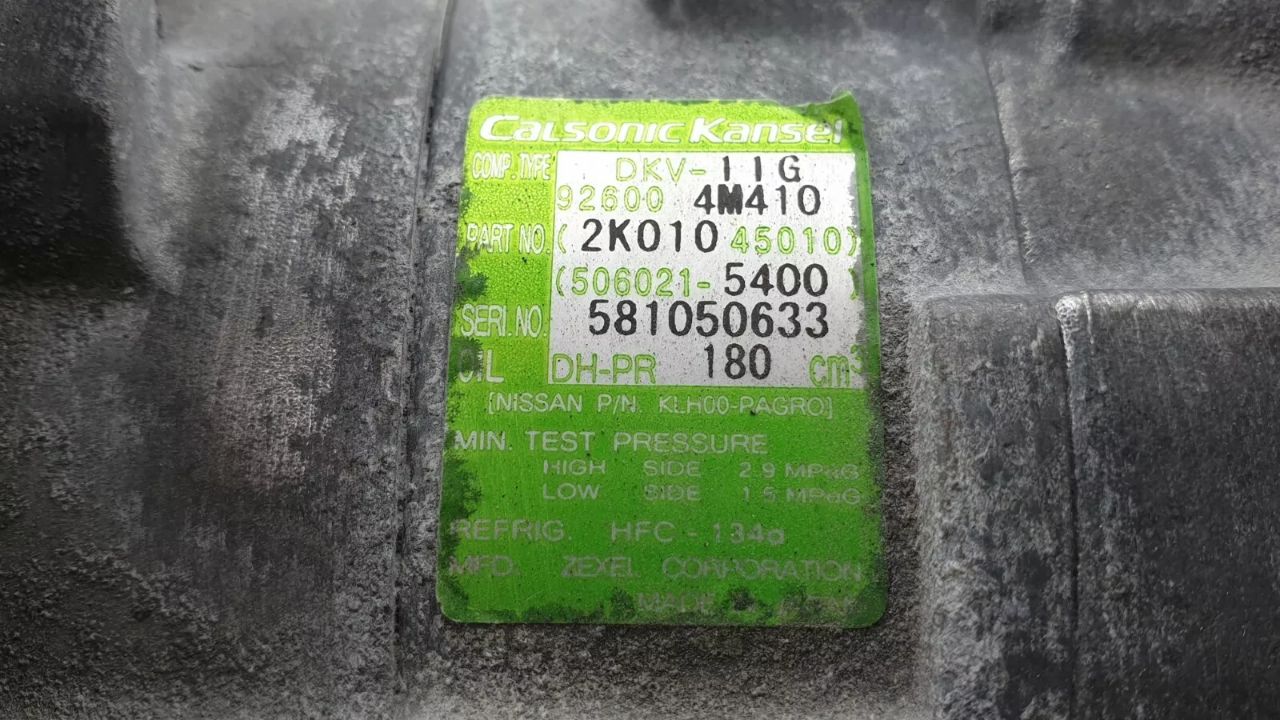 Calsonic Kansei
COMP. TYPE DKV-11G
92600 4M410
PART NO. (2K010 45010)
(506021-5400)
SERI.NO. 581050633
OIL DH-PR 180 cm³
[NISSAN P/N. KLH00-PAGRO]
MIN. TEST PRESSURE
HIGH SIDE 2.9 MPaG
LOW SIDE 1.5 MPaG
REFRIG. HFC - 134a
MFD. ZEXEL CORPORATION
MADE